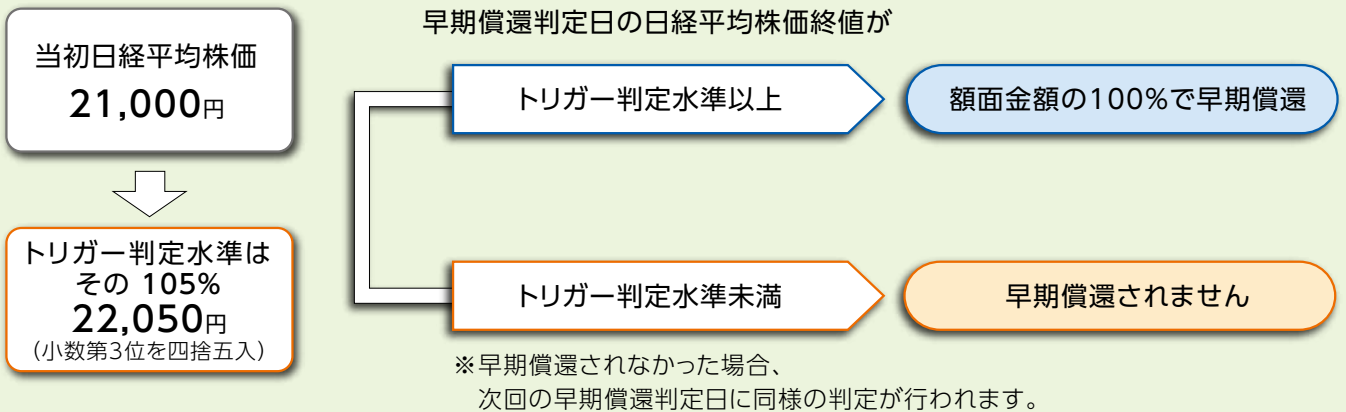 当初日経平均株価
21,000円
トリガー判定水準は
その 105%
22,050円
(小数第3位を四捨五入)
早期償還判定日の日経平均株価終値が
トリガー判定水準以上
額面金額の100%で早期償還
トリガー判定水準未満
早期償還されません
※早期償還されなかった場合、
次回の早期償還判定日に同様の判定が行われます。